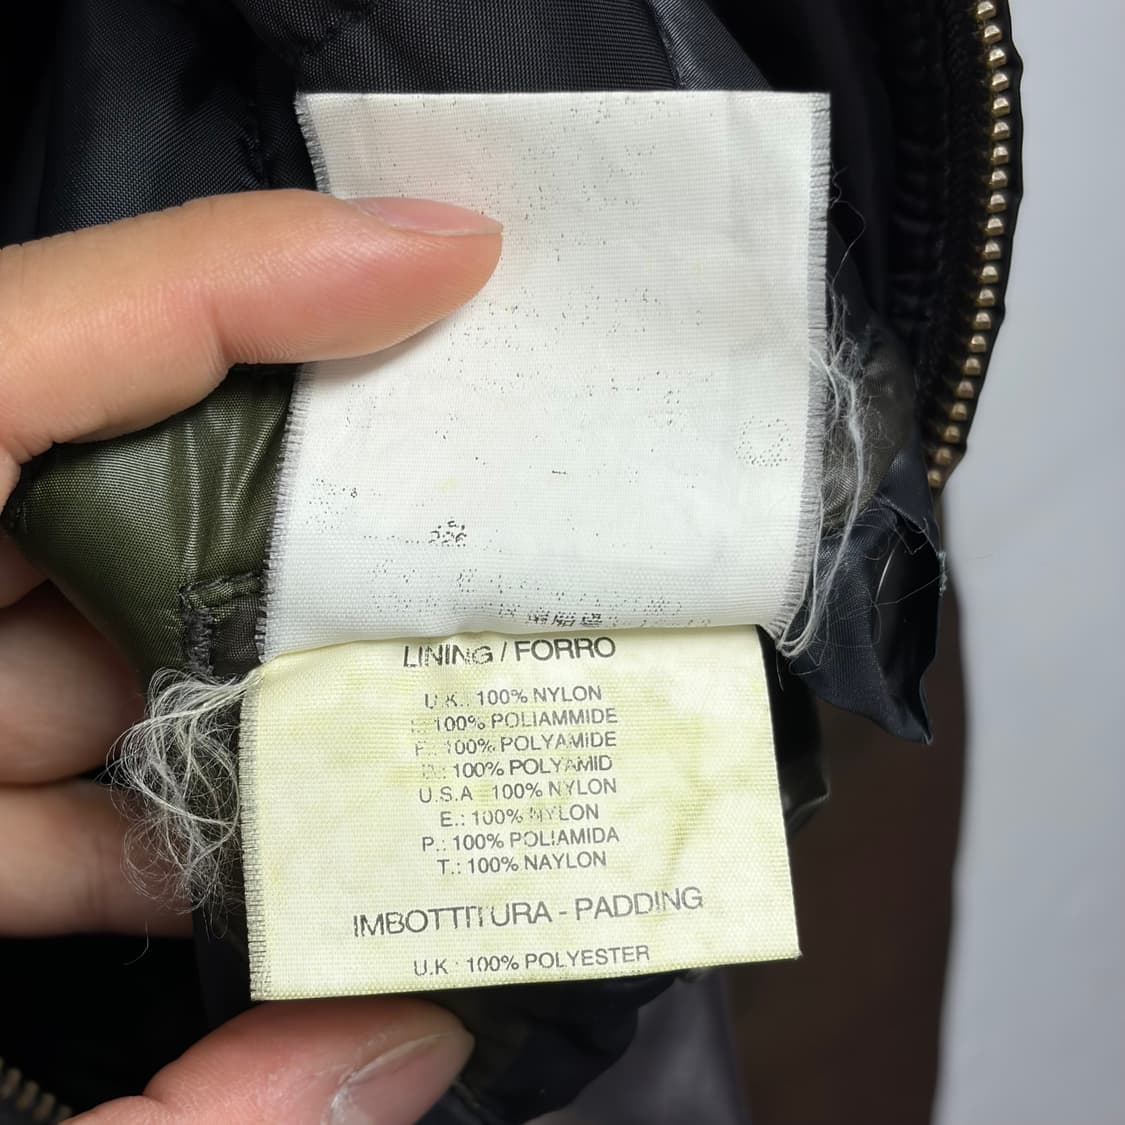 LINING / FORRO
U.K.: 100% NYLON
100% POLIAMMIDE
F.: 100% POLYAMIDE
100% POLYAMID
U.S.A 100% NYLON
E.: 100% NYLON
P.: 100% POLIAMIDA
T.: 100% NAYLON
IMBOTTITURA - PADDING
U.K : 100% POLYESTER